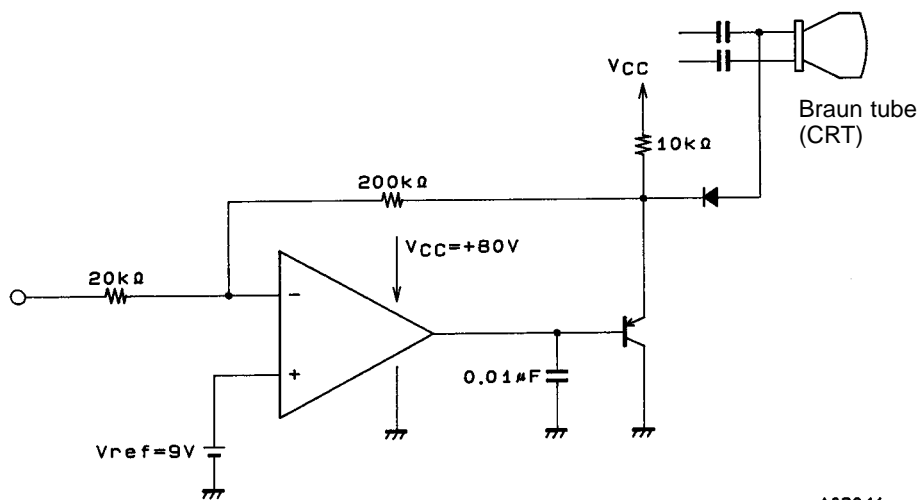 VCC
Braun tube
(CRT)
10kΩ
200kΩ
VCC=+80V
20kΩ
−
+
0.01μF
Vref=9V